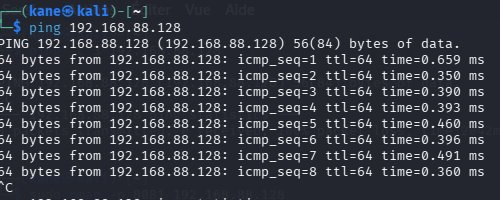 (kane㉿kali)-[~]
$ ping 192.168.88.128
PING 192.168.88.128 (192.168.88.128) 56(84) bytes of data.
64 bytes from 192.168.88.128: icmp_seq=1 ttl=64 time=0.659 ms
64 bytes from 192.168.88.128: icmp_seq=2 ttl=64 time=0.350 ms
64 bytes from 192.168.88.128: icmp_seq=3 ttl=64 time=0.390 ms
64 bytes from 192.168.88.128: icmp_seq=4 ttl=64 time=0.393 ms
64 bytes from 192.168.88.128: icmp_seq=5 ttl=64 time=0.460 ms
64 bytes from 192.168.88.128: icmp_seq=6 ttl=64 time=0.396 ms
64 bytes from 192.168.88.128: icmp_seq=7 ttl=64 time=0.491 ms
64 bytes from 192.168.88.128: icmp_seq=8 ttl=64 time=0.360 ms
^C